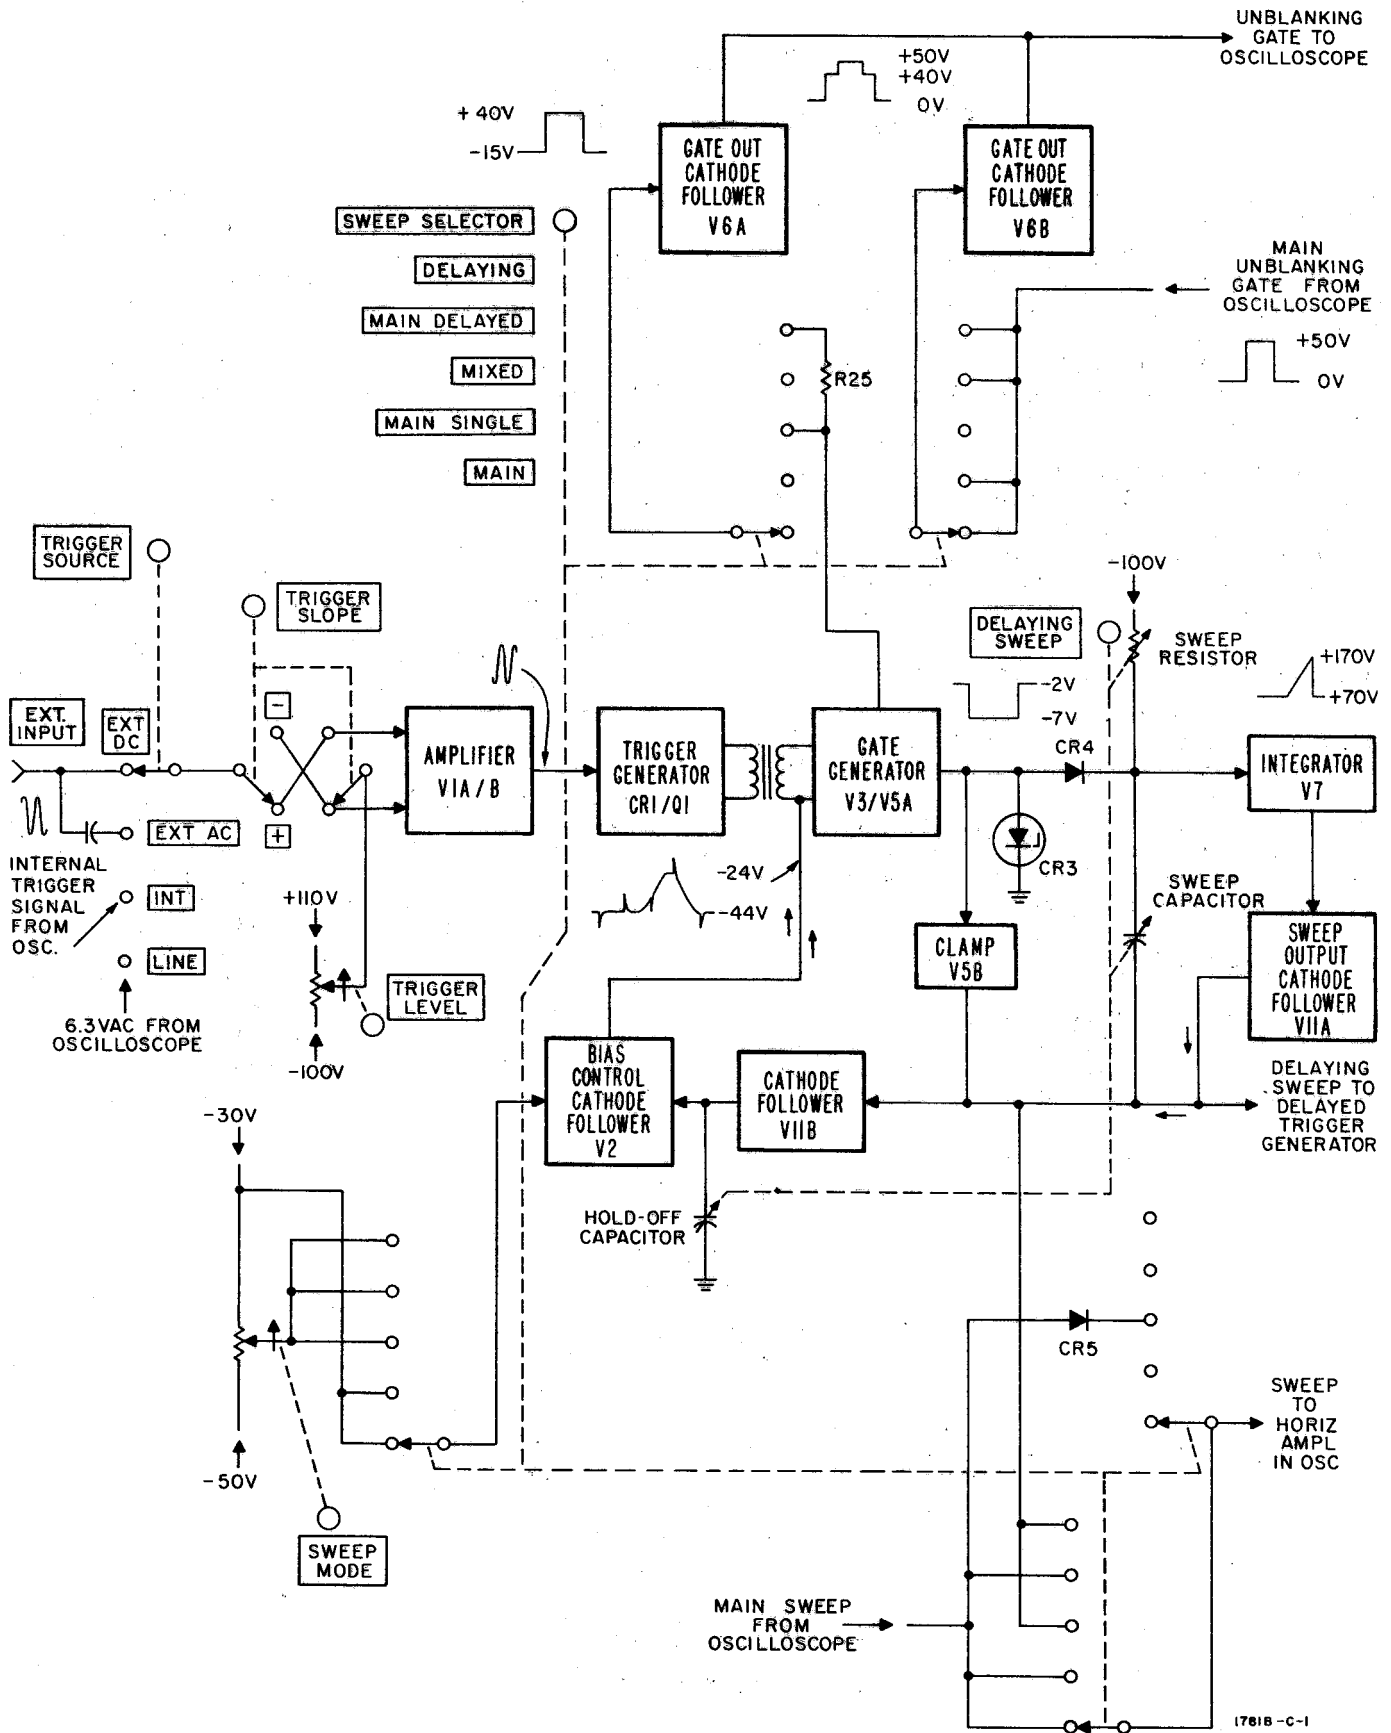 UNBLANKING
GATE TO
OSCILLOSCOPE
+50V
+40V
0V
+40V
-15V
GATE OUT
CATHODE
FOLLOWER
V6A
GATE OUT
CATHODE
FOLLOWER
V6B
SWEEP SELECTOR
DELAYING
MAIN DELAYED
MIXED
MAIN SINGLE
MAIN
MAIN
UNBLANKING
GATE FROM
OSCILLOSCOPE
+50V
0V
R25
TRIGGER
SOURCE
TRIGGER
SLOPE
DELAYING
SWEEP
-100V
SWEEP
RESISTOR
+170V
+70V
EXT.
INPUT
EXT
DC
-
+
EXT AC
INT
LINE
INTERNAL
TRIGGER
SIGNAL
FROM
OSC.
6.3VAC FROM
OSCILLOSCOPE
AMPLIFIER
V1A/B
TRIGGER
GENERATOR
CR1/Q1
GATE
GENERATOR
V3/V5A
-2V
-7V
CR4
CR3
INTEGRATOR
V7
+110V
TRIGGER
LEVEL
-100V
-24V
-44V
CLAMP
V5B
SWEEP
CAPACITOR
SWEEP
OUTPUT
CATHODE
FOLLOWER
V11A
BIAS
CONTROL
CATHODE
FOLLOWER
V2
CATHODE
FOLLOWER
V11B
DELAYING
SWEEP TO
DELAYED
TRIGGER
GENERATOR
-30V
HOLD-OFF
CAPACITOR
CR5
-50V
SWEEP
MODE
SWEEP
TO
HORIZ
AMPL
IN OSC
MAIN SWEEP
FROM
OSCILLOSCOPE
1781B-C-1